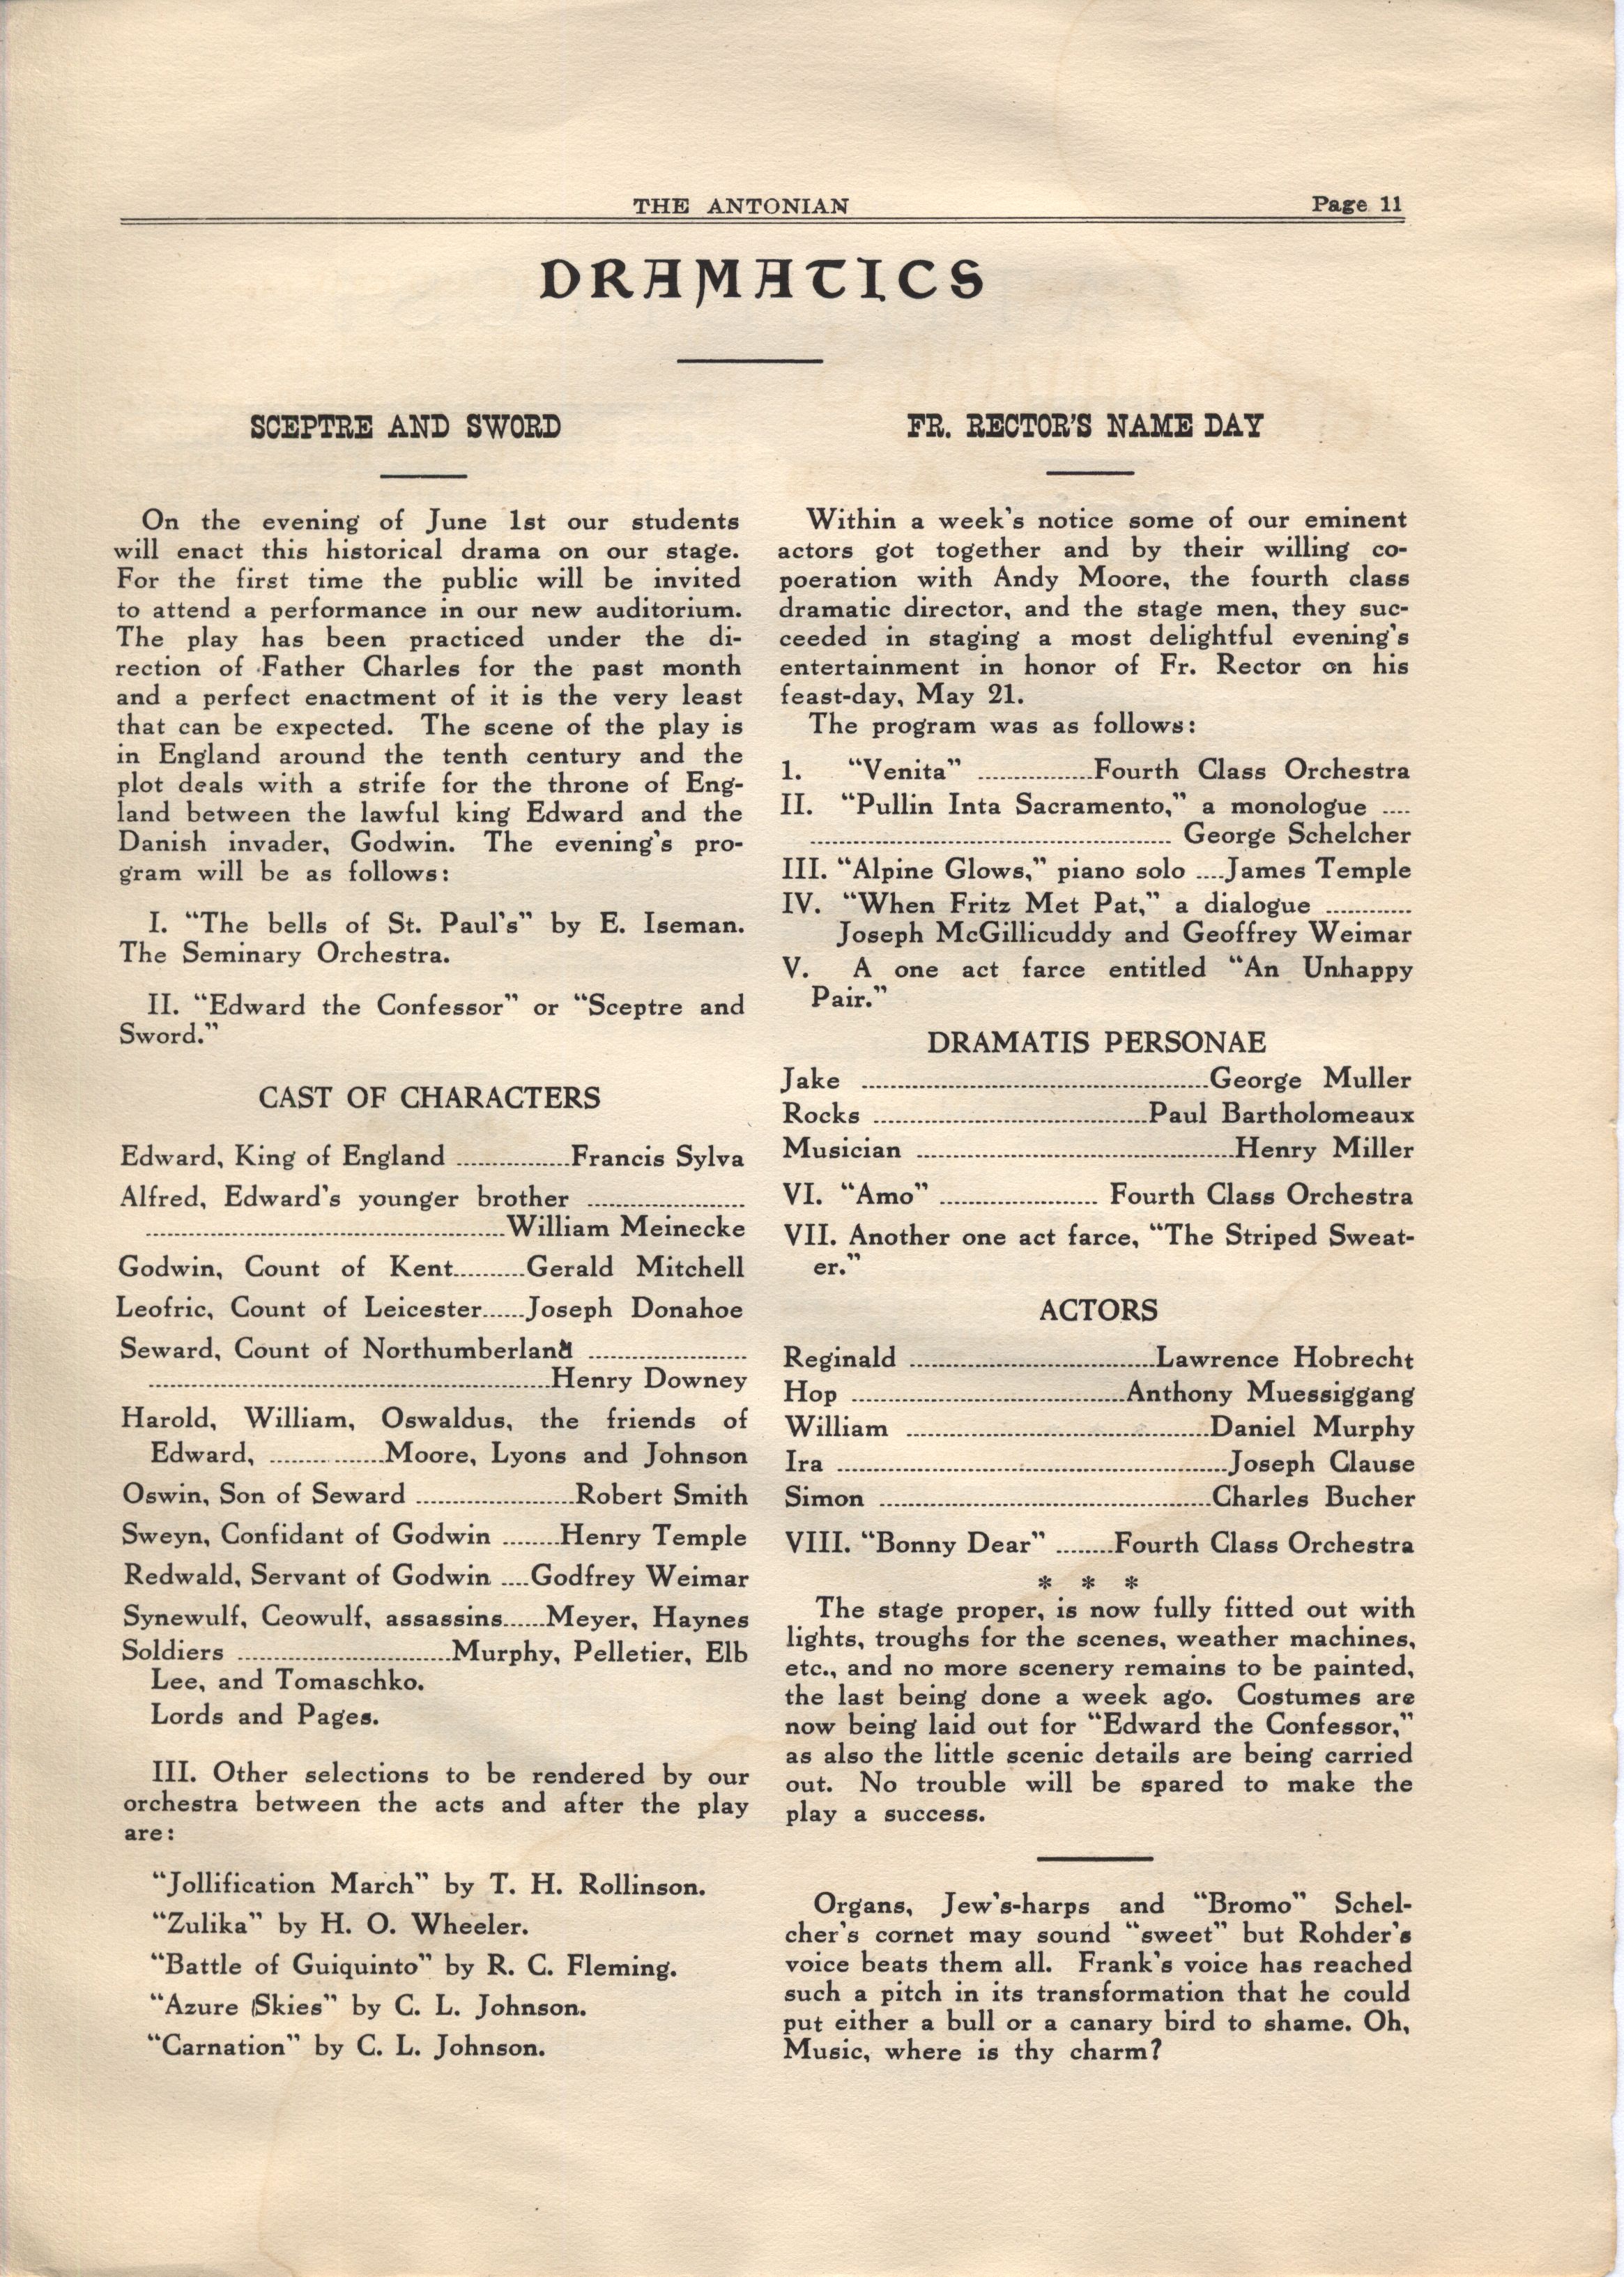 THE ANTONIAN
Page 11
DRAMATICS
SCEPTRE AND SWORD
On the evening of June 1st our students
will enact this historical drama on our stage.
For the first time the public will be invited
to attend a performance in our new auditorium.
The play has been practiced under the di-
rection of Father Charles for the past month
and a perfect enactment of it is the very least
that can be expected. The scene of the play is
in England around the tenth century and the
plot deals with a strife for the throne of Eng-
land between the lawful king Edward and the
Danish invader, Godwin. The evening's pro-
gram will be as follows:
I. "The bells of St. Paul's" by E. Iseman.
The Seminary Orchestra.
II. "Edward the Confessor" or "Sceptre and
Sword."
CAST OF CHARACTERS
Edward, King of England ................Francis Sylva
Alfred, Edward's younger brother ......................
..................................................William Meinecke
Godwin, Count of Kent..........Gerald Mitchell
Leofric, Count of Leicester......Joseph Donahoe
Seward, Count of Northumberland ......................
........................................................Henry Downey
Harold, William, Oswaldus, the friends of
Edward, ................Moore, Lyons and Johnson
Oswin, Son of Seward ......................Robert Smith
Sweyn, Confidant of Godwin ........Henry Temple
Redwald, Servant of Godwin ....Godfrey Weimar
Synewulf, Ceowulf, assassins......Meyer, Haynes
Soldiers ..............................Murphy, Pelletier, Elb
Lee, and Tomaschko.
Lords and Pages.
III. Other selections to be rendered by our
orchestra between the acts and after the play
are:
"Jollification March" by T. H. Rollinson.
"Zulika" by H. O. Wheeler.
"Battle of Guiquinto" by R. C. Fleming.
"Azure Skies" by C. L. Johnson.
"Carnation" by C. L. Johnson.
FR. RECTOR'S NAME DAY
Within a week's notice some of our eminent
actors got together and by their willing co-
poeration with Andy Moore, the fourth class
dramatic director, and the stage men, they suc-
ceeded in staging a most delightful evening's
entertainment in honor of Fr. Rector on his
feast-day, May 21.
The program was as follows:
1. "Venita" ................Fourth Class Orchestra
II. "Pullin Inta Sacramento," a monologue ....
.................................................. George Schelcher
III. "Alpine Glows," piano solo ....James Temple
IV. "When Fritz Met Pat," a dialogue ............
Joseph McGillicuddy and Geoffrey Weimar
V. A one act farce entitled "An Unhappy
Pair."
DRAMATIS PERSONAE
Jake ................................................George Muller
Rocks ......................................Paul Bartholomeaux
Musician ............................................Henry Miller
VI. "Amo" ...................... Fourth Class Orchestra
VII. Another one act farce, "The Striped Sweat-
er."
ACTORS
Reginald ..................................Lawrence Hobrecht
Hop ......................................Anthony Muessiggang
William ..........................................Daniel Murphy
Ira ......................................................Joseph Clause
Simon ..............................................Charles Bucher
VIII. "Bonny Dear" ........Fourth Class Orchestra
* * *
The stage proper, is now fully fitted out with
lights, troughs for the scenes, weather machines,
etc., and no more scenery remains to be painted,
the last being done a week ago. Costumes are
now being laid out for "Edward the Confessor,"
as also the little scenic details are being carried
out. No trouble will be spared to make the
play a success.
Organs, Jew's-harps and "Bromo" Schel-
cher's cornet may sound "sweet" but Rohder's
voice beats them all. Frank's voice has reached
such a pitch in its transformation that he could
put either a bull or a canary bird to shame. Oh,
Music, where is thy charm?